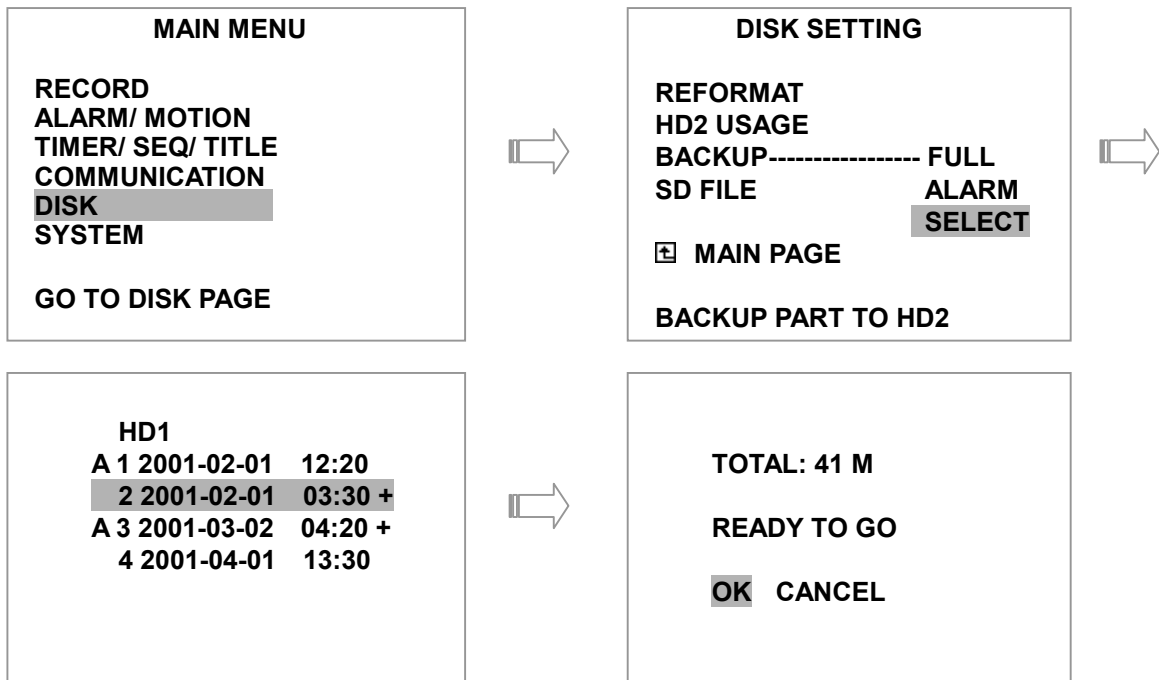 MAIN MENU
RECORD
ALARM/ MOTION
TIMER/ SEQ/ TITLE
COMMUNICATION
DISK
SYSTEM
GO TO DISK PAGE
DISK SETTING
REFORMAT
HD2 USAGE
BACKUP----------------- FULL
SD FILE ALARM
SELECT
MAIN PAGE
BACKUP PART TO HD2
HD1
A 1 2001-02-01 12:20
2 2001-02-01 03:30 +
A 3 2001-03-02 04:20 +
4 2001-04-01 13:30
TOTAL: 41 M
READY TO GO
OK CANCEL